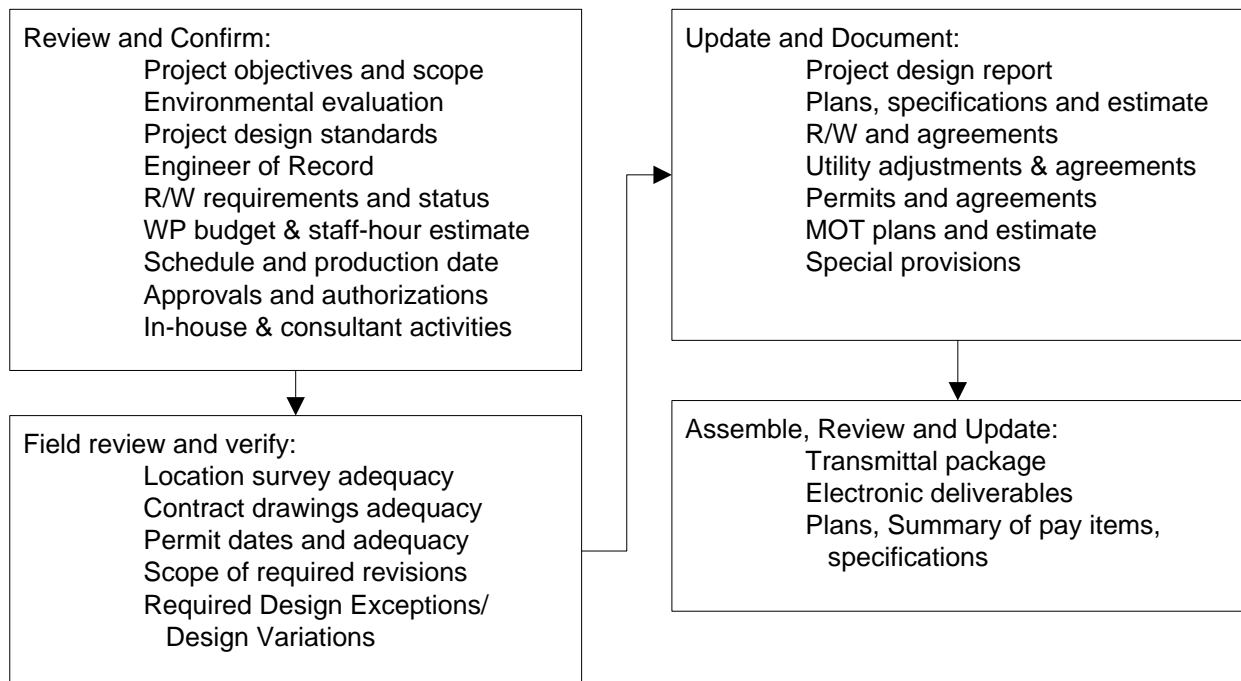 Review and Confirm:
Project objectives and scope
Environmental evaluation
Project design standards
Engineer of Record
R/W requirements and status
WP budget & staff-hour estimate
Schedule and production date
Approvals and authorizations
In-house & consultant activities
Field review and verify:
Location survey adequacy
Contract drawings adequacy
Permit dates and adequacy
Scope of required revisions
Required Design Exceptions/
Design Variations
Update and Document:
Project design report
Plans, specifications and estimate
R/W and agreements
Utility adjustments & agreements
Permits and agreements
MOT plans and estimate
Special provisions
Assemble, Review and Update:
Transmittal package
Electronic deliverables
Plans, Summary of pay items,
specifications